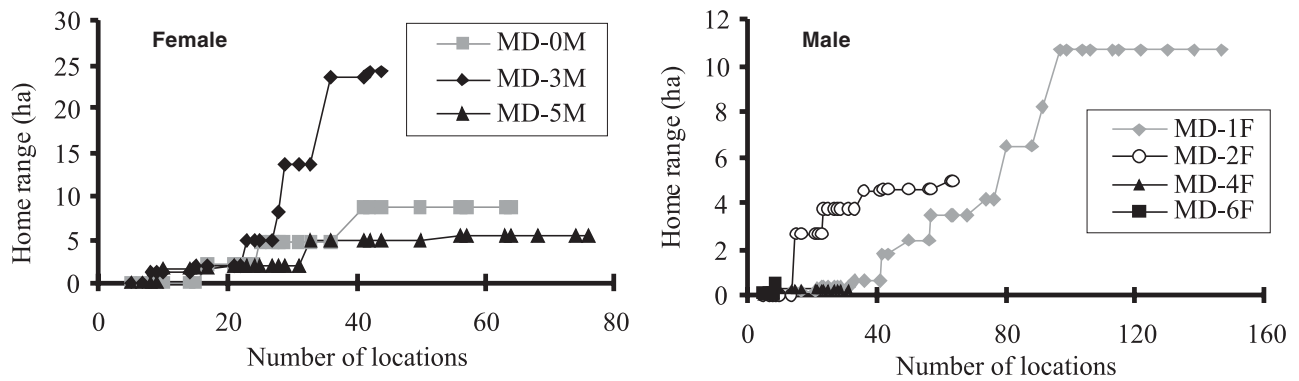 Female
MD-0M
MD-3M
MD-5M
Home range (ha)
30
25
20
15
10
5
0
0 20 40 60 80
Number of locations
Male
MD-1F
MD-2F
MD-4F
MD-6F
Home range (ha)
12
10
8
6
4
2
0
0 40 80 120 160
Number of locations